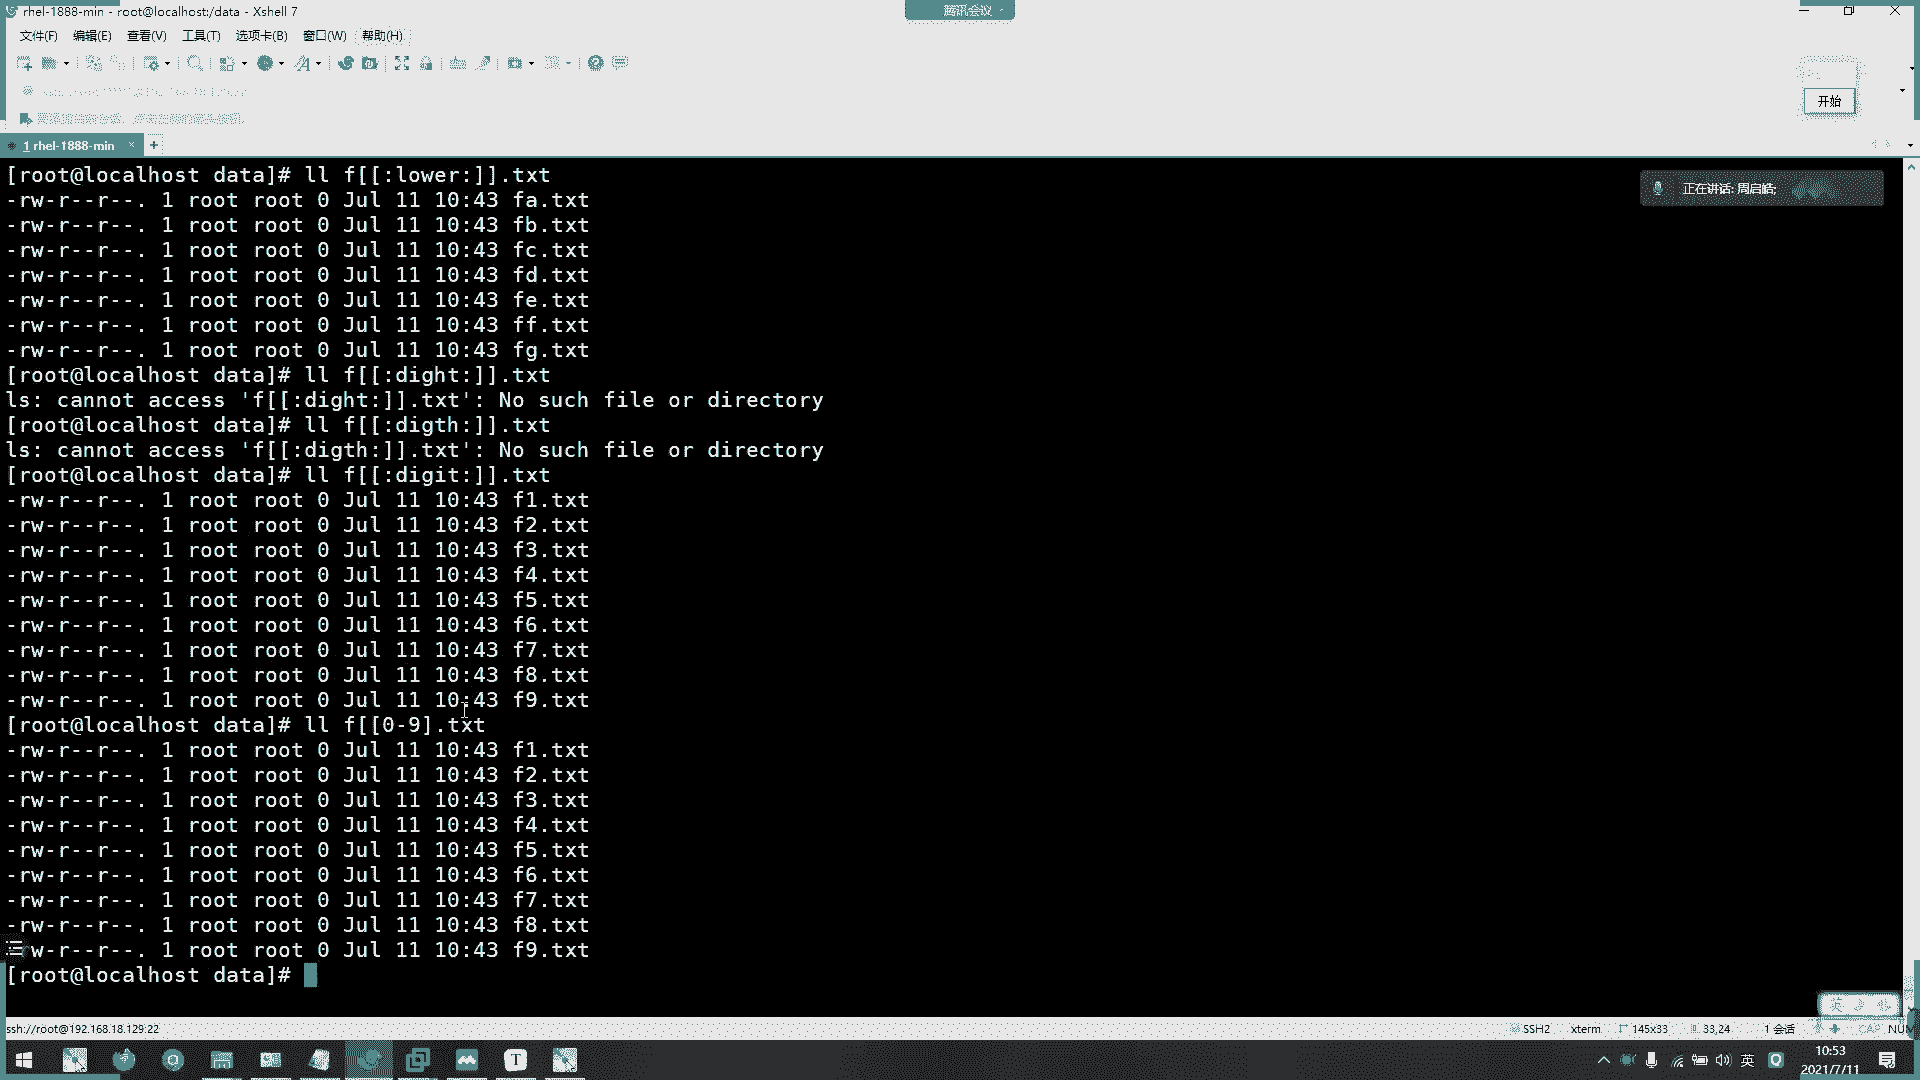 rhel-1888-min - root@localhost:/data - Xshell 7
腾讯会议
文件(F) 编辑(E) 查看(V) 工具(T) 选项卡(B) 窗口(W) 帮助(H)
开始
1 rhel-1888-min × +
正在讲话: 周启皓;
[root@localhost data]# ll f[[:lower:]].txt
-rw-r--r--. 1 root root 0 Jul 11 10:43 fa.txt
-rw-r--r--. 1 root root 0 Jul 11 10:43 fb.txt
-rw-r--r--. 1 root root 0 Jul 11 10:43 fc.txt
-rw-r--r--. 1 root root 0 Jul 11 10:43 fd.txt
-rw-r--r--. 1 root root 0 Jul 11 10:43 fe.txt
-rw-r--r--. 1 root root 0 Jul 11 10:43 ff.txt
-rw-r--r--. 1 root root 0 Jul 11 10:43 fg.txt
[root@localhost data]# ll f[[:dight:]].txt
ls: cannot access 'f[[:dight:]].txt': No such file or directory
[root@localhost data]# ll f[[:digth:]].txt
ls: cannot access 'f[[:digth:]].txt': No such file or directory
[root@localhost data]# ll f[[:digit:]].txt
-rw-r--r--. 1 root root 0 Jul 11 10:43 f1.txt
-rw-r--r--. 1 root root 0 Jul 11 10:43 f2.txt
-rw-r--r--. 1 root root 0 Jul 11 10:43 f3.txt
-rw-r--r--. 1 root root 0 Jul 11 10:43 f4.txt
-rw-r--r--. 1 root root 0 Jul 11 10:43 f5.txt
-rw-r--r--. 1 root root 0 Jul 11 10:43 f6.txt
-rw-r--r--. 1 root root 0 Jul 11 10:43 f7.txt
-rw-r--r--. 1 root root 0 Jul 11 10:43 f8.txt
-rw-r--r--. 1 root root 0 Jul 11 10:43 f9.txt
[root@localhost data]# ll f[[0-9].txt
-rw-r--r--. 1 root root 0 Jul 11 10:43 f1.txt
-rw-r--r--. 1 root root 0 Jul 11 10:43 f2.txt
-rw-r--r--. 1 root root 0 Jul 11 10:43 f3.txt
-rw-r--r--. 1 root root 0 Jul 11 10:43 f4.txt
-rw-r--r--. 1 root root 0 Jul 11 10:43 f5.txt
-rw-r--r--. 1 root root 0 Jul 11 10:43 f6.txt
-rw-r--r--. 1 root root 0 Jul 11 10:43 f7.txt
-rw-r--r--. 1 root root 0 Jul 11 10:43 f8.txt
-rw-r--r--. 1 root root 0 Jul 11 10:43 f9.txt
[root@localhost data]#
英
ssh://root@192.168.18.129:22 SSH2 xterm 145x33 33,24 1 会话 CAP NUM
英 10:53
2021/7/11